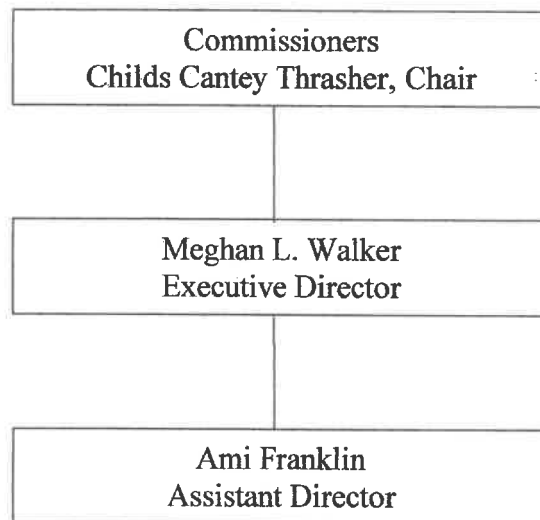 Commissioners
Childs Cantey Thrasher, Chair
Meghan L. Walker
Executive Director
Ami Franklin
Assistant Director